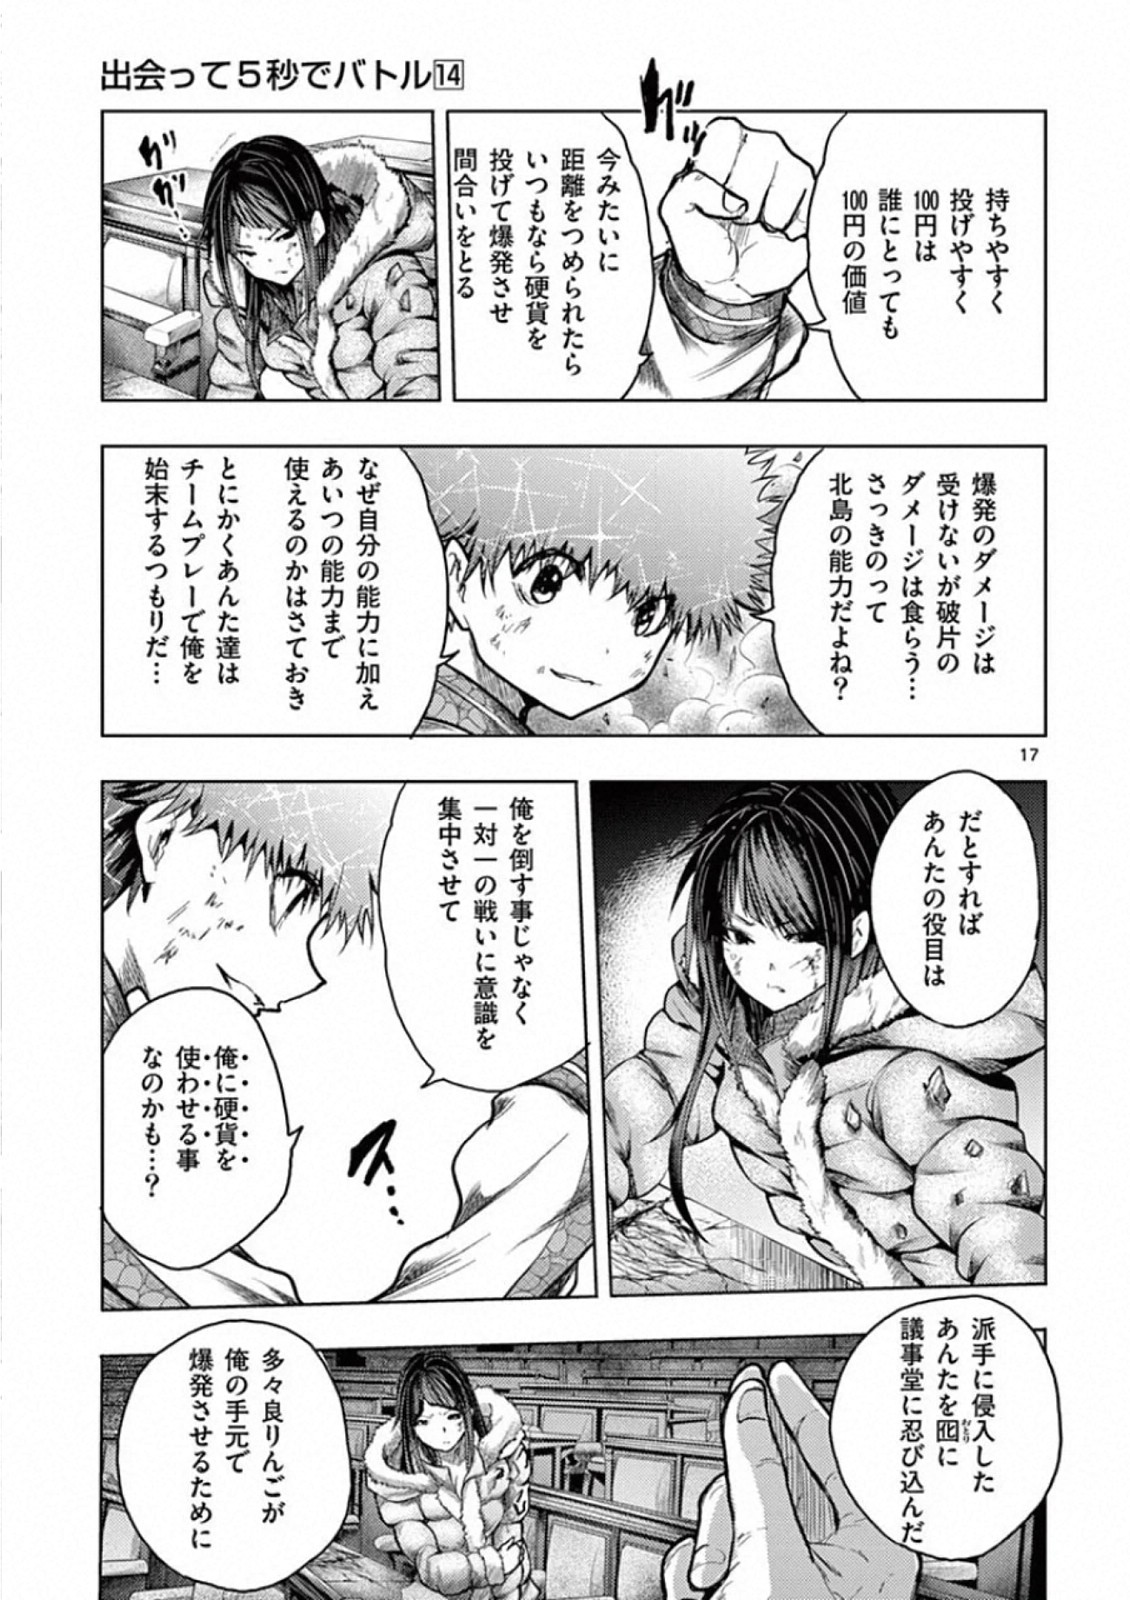 出会って5秒でバトル14
持ちやすく
投げやすく
100円は
誰にとっても
100円の価値
今みたいに
距離をつめられたら
いつもなら硬貨を
投げて爆発させ
間合いをとる
グッ
グリ
グリ
爆発のダメージは
受けないが破片の
ダメージは食らう…
さっきのって
北島の能力だよね?
なぜ自分の能力に加え
あいつの能力まで
使えるのかはさておき
とにかくあんた達は
チームプレーで俺を
始末するつもりだ…
17
だとすれば
あんたの役目は
俺を倒す事じゃなく
一対一の戦いに意識を
集中させて
俺に硬貨を
使わせる事
なのかも…?
ス…
派手に侵入した
あんたを囮に
おとり
議事堂に忍び込んだ
多々良りんごが
俺の手元で
爆発させるために